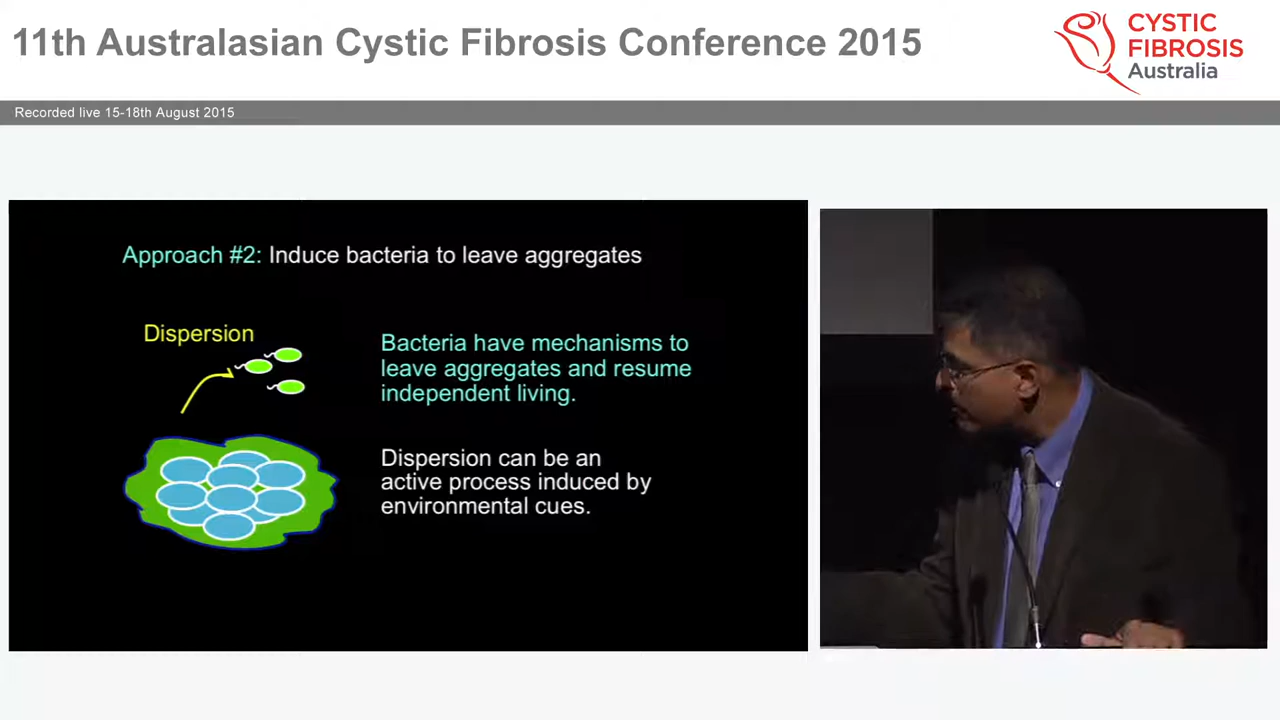 11th Australasian Cystic Fibrosis Conference 2015
CYSTIC
FIBROSIS
Australia
Recorded live 15-18th August 2015
Approach #2: Induce bacteria to leave aggregates
Dispersion
Bacteria have mechanisms to
leave aggregates and resume
independent living.
Dispersion can be an
active process induced by
environmental cues.